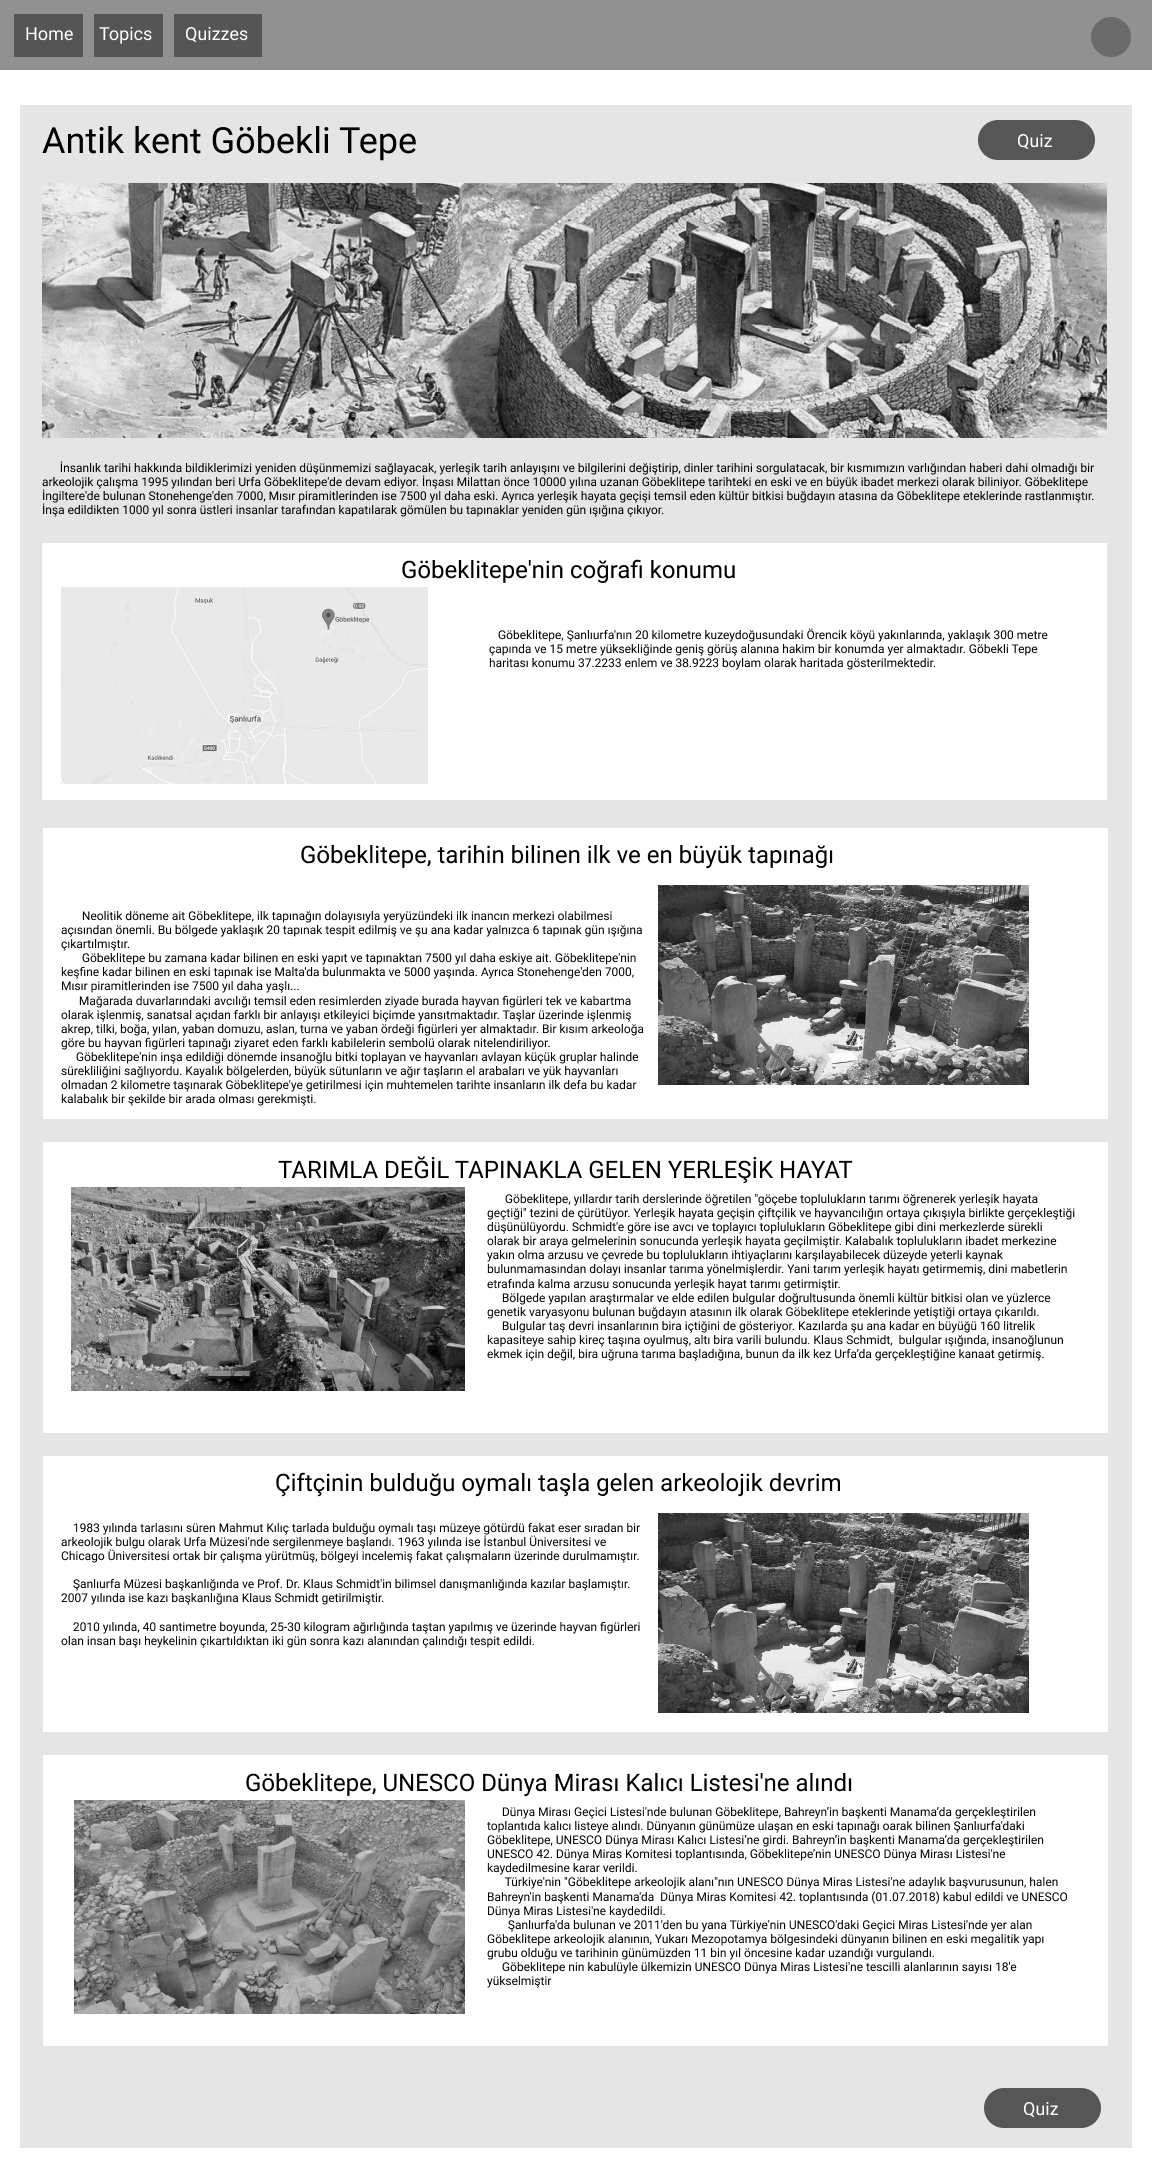 Home Topics Quizzes
Antik kent Göbekli Tepe
Quiz
İnsanlık tarihi hakkında bildiklerimizi yeniden düşünmemizi sağlayacak, yerleşik tarih anlayışını ve bilgilerini değiştirip, dinler tarihini sorgulatacak, bir kısmımızın varlığından haberi dahi olmadığı bir
arkeolojik çalışma 1995 yılından beri Urfa Göbeklitepe'de devam ediyor. İnşası Milattan önce 10000 yılına uzanan Göbeklitepe tarihteki en eski ve en büyük ibadet merkezi olarak biliniyor. Göbeklitepe
İngiltere'de bulunan Stonehenge'den 7000, Mısır piramitlerinden ise 7500 yıl daha eski. Ayrıca yerleşik hayata geçişi temsil eden kültür bitkisi buğdayın atasına da Göbeklitepe eteklerinde rastlanmıştır.
İnşa edildikten 1000 yıl sonra üstleri insanlar tarafından kapatılarak gömülen bu tapınaklar yeniden gün ışığına çıkıyor.
Göbeklitepe'nin coğrafi konumu
Maşuk
Göbeklitepe
Dağeteği
Şanlıurfa
Kadıkendi
Göbeklitepe, Şanlıurfa'nın 20 kilometre kuzeydoğusundaki Örencik köyü yakınlarında, yaklaşık 300 metre
çapında ve 15 metre yüksekliğinde geniş görüş alanına hakim bir konumda yer almaktadır. Göbekli Tepe
haritası konumu 37.2233 enlem ve 38.9223 boylam olarak haritada gösterilmektedir.
Göbeklitepe, tarihin bilinen ilk ve en büyük tapınağı
Neolitik döneme ait Göbeklitepe, ilk tapınağın dolayısıyla yeryüzündeki ilk inancın merkezi olabilmesi
açısından önemli. Bu bölgede yaklaşık 20 tapınak tespit edilmiş ve şu ana kadar yalnızca 6 tapınak gün ışığına
çıkartılmıştır.
Göbeklitepe bu zamana kadar bilinen en eski yapıt ve tapınaktan 7500 yıl daha eskiye ait. Göbeklitepe'nin
keşfine kadar bilinen en eski tapınak ise Malta'da bulunmakta ve 5000 yaşında. Ayrıca Stonehenge'den 7000,
Mısır piramitlerinden ise 7500 yıl daha yaşlı...
Mağarada duvarlarındaki avcılığı temsil eden resimlerden ziyade burada hayvan figürleri tek ve kabartma
olarak işlenmiş, sanatsal açıdan farklı bir anlayışı etkileyici biçimde yansıtmaktadır. Taşlar üzerinde işlenmiş
akrep, tilki, boğa, yılan, yaban domuzu, aslan, turna ve yaban ördeği figürleri yer almaktadır. Bir kısım arkeoloğa
göre bu hayvan figürleri tapınağı ziyaret eden farklı kabilelerin sembolü olarak nitelendiriliyor.
Göbeklitepe'nin inşa edildiği dönemde insanoğlu bitki toplayan ve hayvanları avlayan küçük gruplar halinde
sürekliliğini sağlıyordu. Kayalık bölgelerden, büyük sütunların ve ağır taşların el arabaları ve yük hayvanları
olmadan 2 kilometre taşınarak Göbeklitepe'ye getirilmesi için muhtemelen tarihte insanların ilk defa bu kadar
kalabalık bir şekilde bir arada olması gerekmişti.
TARIMLA DEĞİL TAPINAKLA GELEN YERLEŞİK HAYAT
Göbeklitepe, yıllardır tarih derslerinde öğretilen "göçebe toplulukların tarımı öğrenerek yerleşik hayata
geçtiği" tezini de çürütüyor. Yerleşik hayata geçişin çiftçilik ve hayvancılığın ortaya çıkışıyla birlikte gerçekleştiği
düşünülüyordu. Schmidt'e göre ise avcı ve toplayıcı toplulukların Göbeklitepe gibi dini merkezlerde sürekli
olarak bir araya gelmelerinin sonucunda yerleşik hayata geçilmiştir. Kalabalık toplulukların ibadet merkezine
yakın olma arzusu ve çevrede bu toplulukların ihtiyaçlarını karşılayabilecek düzeyde yeterli kaynak
bulunmamasından dolayı insanlar tarıma yönelmişlerdir. Yani tarım yerleşik hayatı getirmemiş, dini mabetlerin
etrafında kalma arzusu sonucunda yerleşik hayat tarımı getirmiştir.
Bölgede yapılan araştırmalar ve elde edilen bulgular doğrultusunda önemli kültür bitkisi olan ve yüzlerce
genetik varyasyonu bulunan buğdayın atasının ilk olarak Göbeklitepe eteklerinde yetiştiği ortaya çıkarıldı.
Bulgular taş devri insanlarının bira içtiğini de gösteriyor. Kazılarda şu ana kadar en büyüğü 160 litrelik
kapasiteye sahip kireç taşına oyulmuş, altı bira varili bulundu. Klaus Schmidt, bulgular ışığında, insanoğlunun
ekmek için değil, bira uğruna tarıma başladığına, bunun da ilk kez Urfa'da gerçekleştiğine kanaat getirmiş.
Çiftçinin bulduğu oymalı taşla gelen arkeolojik devrim
1983 yılında tarlasını süren Mahmut Kılıç tarlada bulduğu oymalı taşı müzeye götürdü fakat eser sıradan bir
arkeolojik bulgu olarak Urfa Müzesi'nde sergilenmeye başlandı. 1963 yılında ise İstanbul Üniversitesi ve
Chicago Üniversitesi ortak bir çalışma yürütmüş, bölgeyi incelemiş fakat çalışmaların üzerinde durulmamıştır.
Şanlıurfa Müzesi başkanlığında ve Prof. Dr. Klaus Schmidt'in bilimsel danışmanlığında kazılar başlamıştır.
2007 yılında ise kazı başkanlığına Klaus Schmidt getirilmiştir.
2010 yılında, 40 santimetre boyunda, 25-30 kilogram ağırlığında taştan yapılmış ve üzerinde hayvan figürleri
olan insan başı heykelinin çıkartıldıktan iki gün sonra kazı alanından çalındığı tespit edildi.
Göbeklitepe, UNESCO Dünya Mirası Kalıcı Listesi'ne alındı
Dünya Mirası Geçici Listesi'nde bulunan Göbeklitepe, Bahreyn'in başkenti Manama'da gerçekleştirilen
toplantıda kalıcı listeye alındı. Dünyanın günümüze ulaşan en eski tapınağı oarak bilinen Şanlıurfa'daki
Göbeklitepe, UNESCO Dünya Mirası Kalıcı Listesi'ne girdi. Bahreyn'in başkenti Manama'da gerçekleştirilen
UNESCO 42. Dünya Miras Komitesi toplantısında, Göbeklitepe'nin UNESCO Dünya Mirası Listesi'ne
kaydedilmesine karar verildi.
Türkiye'nin "Göbeklitepe arkeolojik alanı"nın UNESCO Dünya Miras Listesi'ne adaylık başvurusunun, halen
Bahreyn'in başkenti Manama'da Dünya Miras Komitesi 42. toplantısında (01.07.2018) kabul edildi ve UNESCO
Dünya Miras Listesi'ne kaydedildi.
Şanlıurfa'da bulunan ve 2011'den bu yana Türkiye'nin UNESCO'daki Geçici Miras Listesi'nde yer alan
Göbeklitepe arkeolojik alanının, Yukarı Mezopotamya bölgesindeki dünyanın bilinen en eski megalitik yapı
grubu olduğu ve tarihinin günümüzden 11 bin yıl öncesine kadar uzandığı vurgulandı.
Göbeklitepe nin kabulüyle ülkemizin UNESCO Dünya Miras Listesi'ne tescilli alanlarının sayısı 18'e
yükselmiştir
Quiz